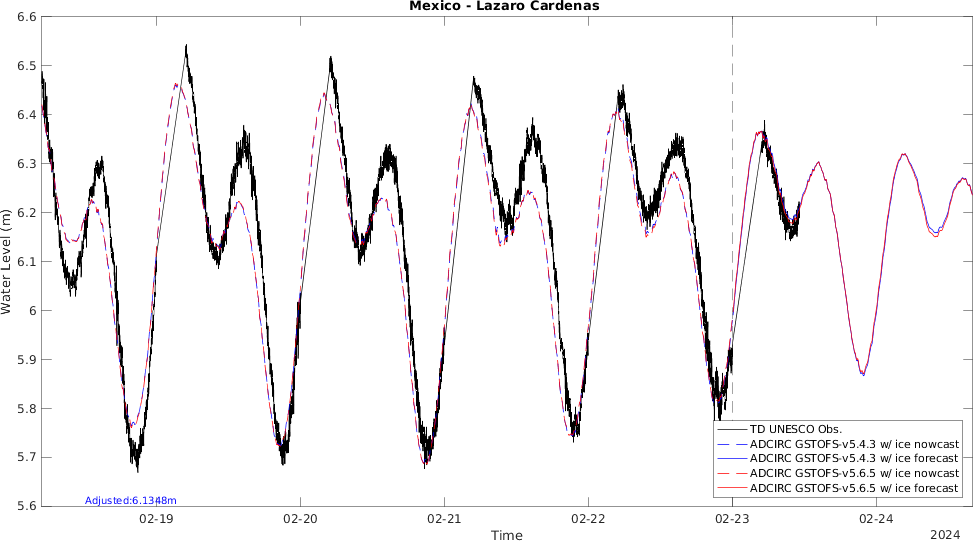 Mexico - Lazaro Cardenas
6.6
6.5
6.4
6.3
6.2
6.1
6
5.9
5.8
5.7
5.6
Water Level (m)
TD UNESCO Obs.
ADCIRC GSTOFS-v5.4.3 w/ ice nowcast
ADCIRC GSTOFS-v5.4.3 w/ ice forecast
ADCIRC GSTOFS-v5.6.5 w/ ice nowcast
ADCIRC GSTOFS-v5.6.5 w/ ice forecast
Adjusted:6.1348m
02-19 02-20 02-21 02-22 02-23 02-24
Time
2024